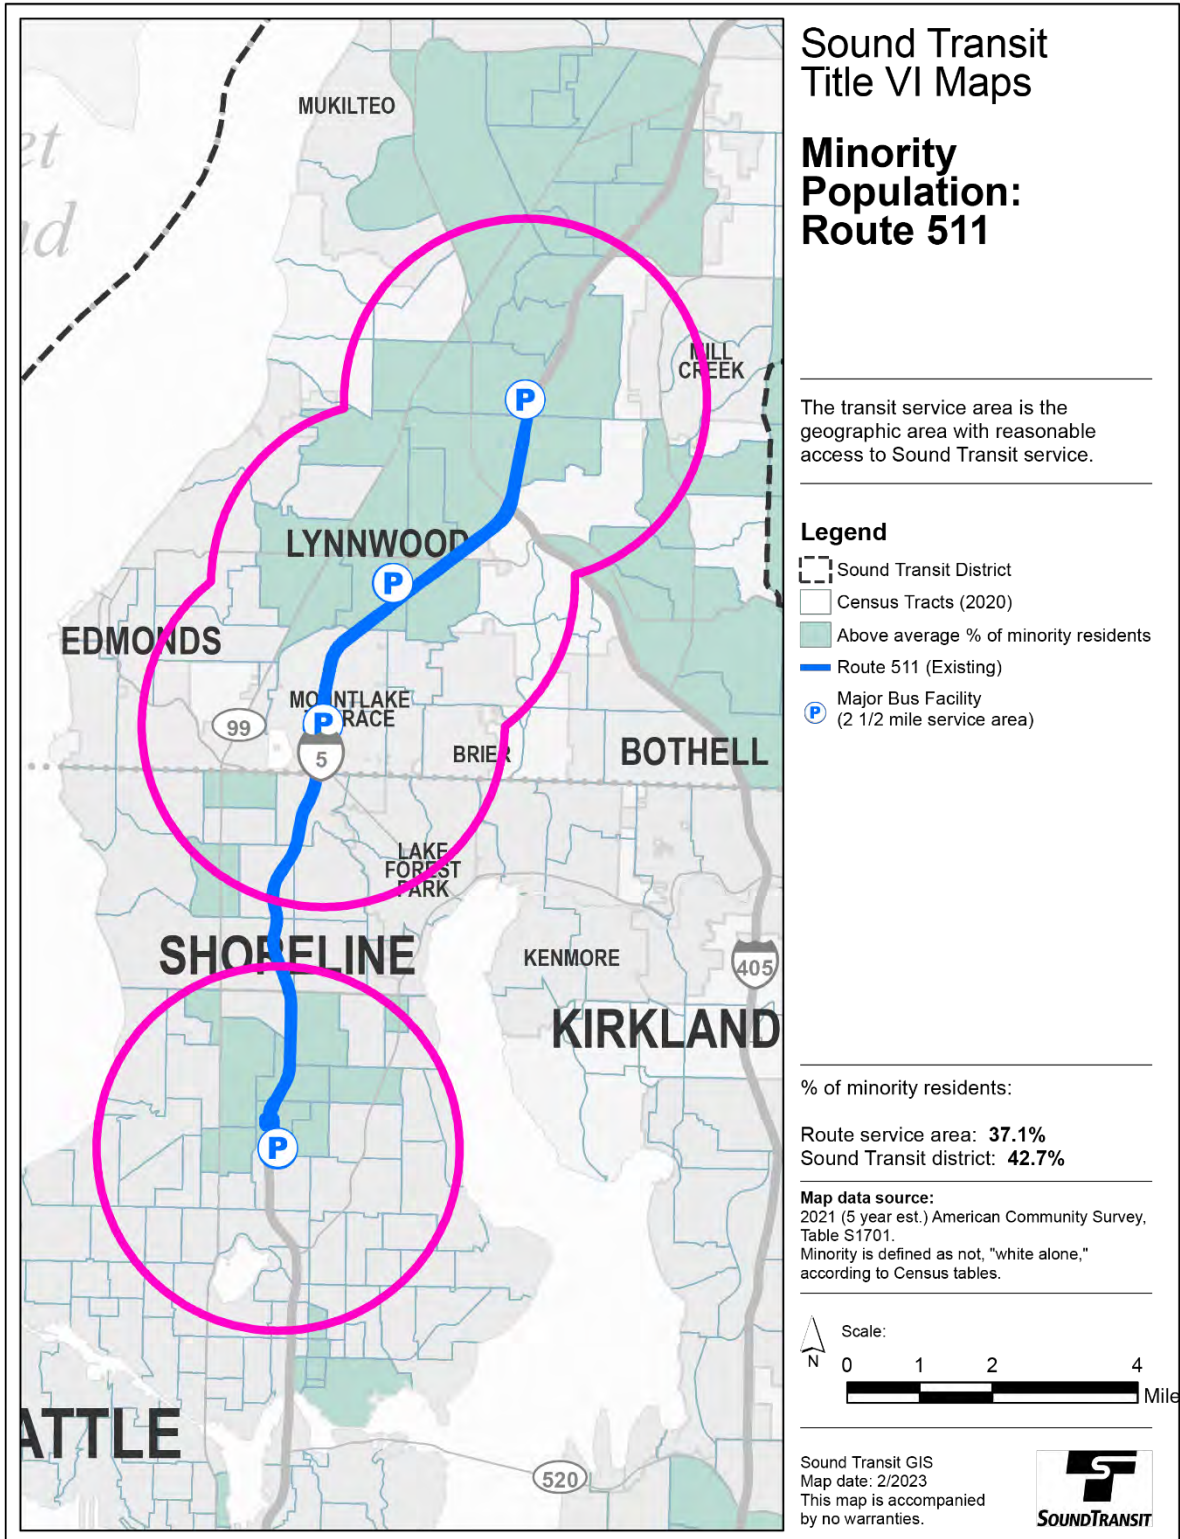 Sound Transit
Title VI Maps
Minority
Population:
Route 511
The transit service area is the
geographic area with reasonable
access to Sound Transit service.
Legend
Sound Transit District
Census Tracts (2020)
Above average % of minority residents
Route 511 (Existing)
P
Major Bus Facility
(2 1/2 mile service area)
% of minority residents:
Route service area: 37.1%
Sound Transit district: 42.7%
Map data source:
2021 (5 year est.) American Community Survey,
Table S1701.
Minority is defined as not, "white alone,"
according to Census tables.
N
Scale:
0 1 2 4
Mile
Sound Transit GIS
Map date: 2/2023
This map is accompanied
by no warranties.
SOUNDTRANSIT
MUKILTEO
et
nd
MILL
CREEK
P
LYNNWOOD
P
EDMONDS
MOUNTLAKE
TERRACE
P
99
5
BRIER
BOTHELL
LAKE
FOREST
PARK
SHORELINE
KENMORE
405
KIRKLAND
P
ATTLE
520